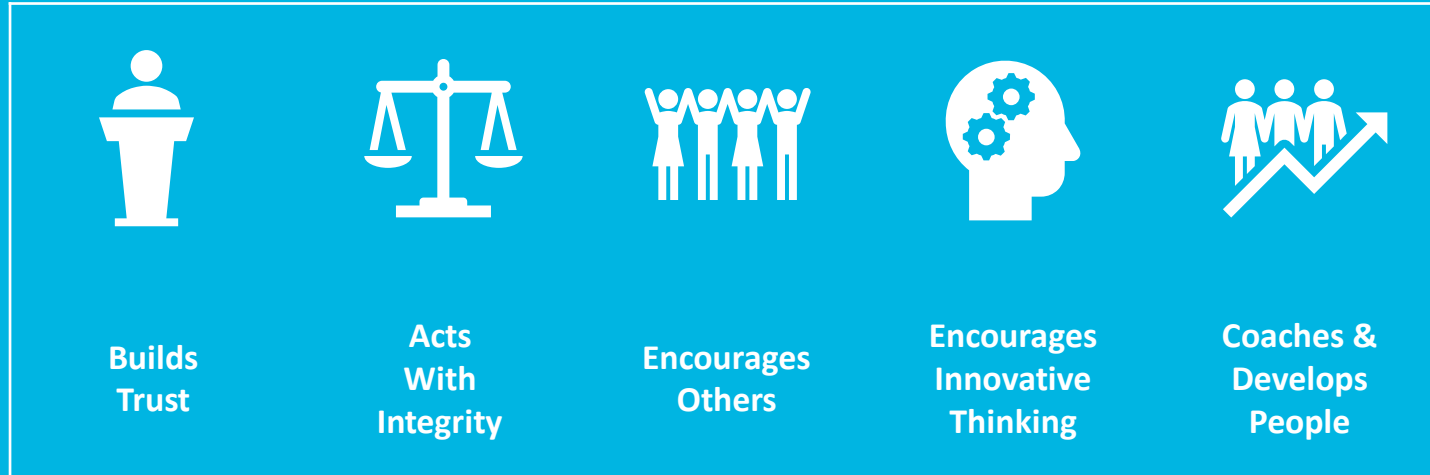 Builds
Trust
Acts
With
Integrity
Encourages
Others
Encourages
Innovative
Thinking
Coaches &
Develops
People